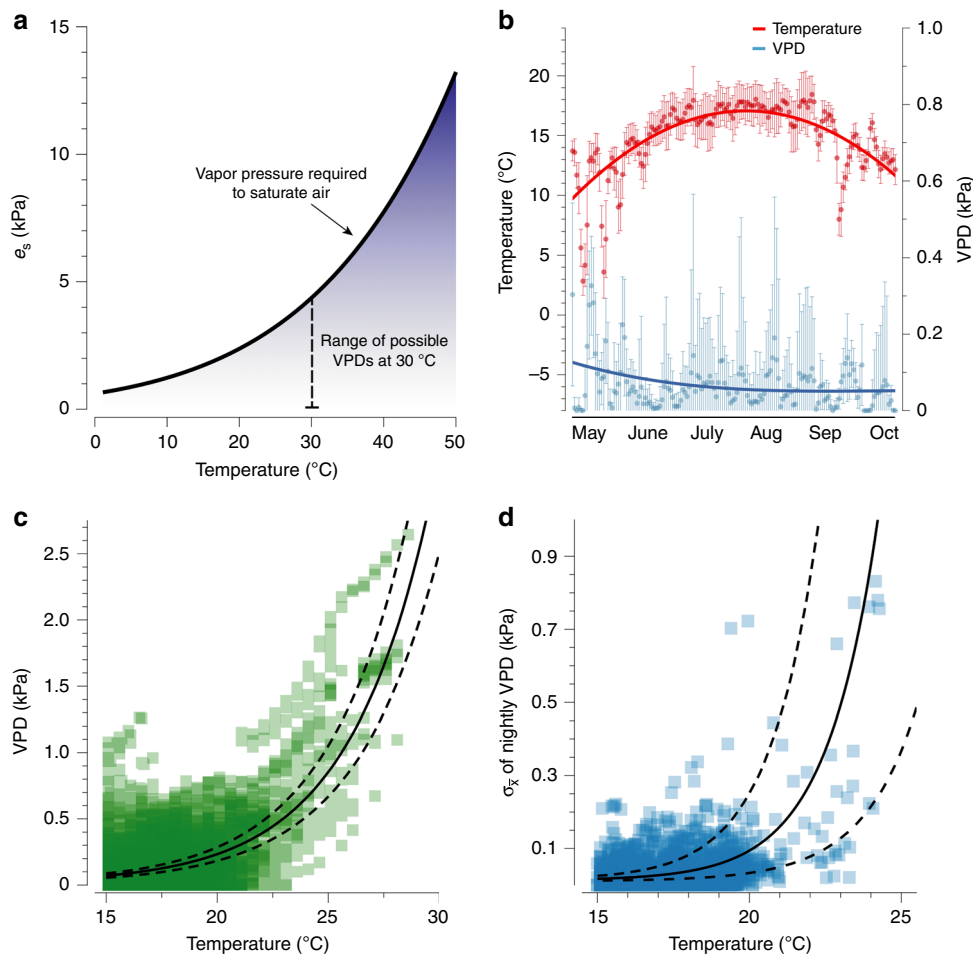 a
15
10
5
0
e_s (kPa)
Vapor pressure required
to saturate air
Range of possible
VPDs at 30 °C
0
10
20
30
40
50
Temperature (°C)
b
Temperature
VPD
20
15
10
5
0
−5
Temperature (°C)
1.0
0.8
0.6
0.4
0.2
0
VPD (kPa)
May
June
July
Aug
Sep
Oct
c
2.5
2.0
1.5
1.0
0.5
0
VPD (kPa)
15
20
25
30
Temperature (°C)
d
0.9
0.7
0.5
0.3
0.1
σx̅ of nightly VPD (kPa)
15
20
25
Temperature (°C)